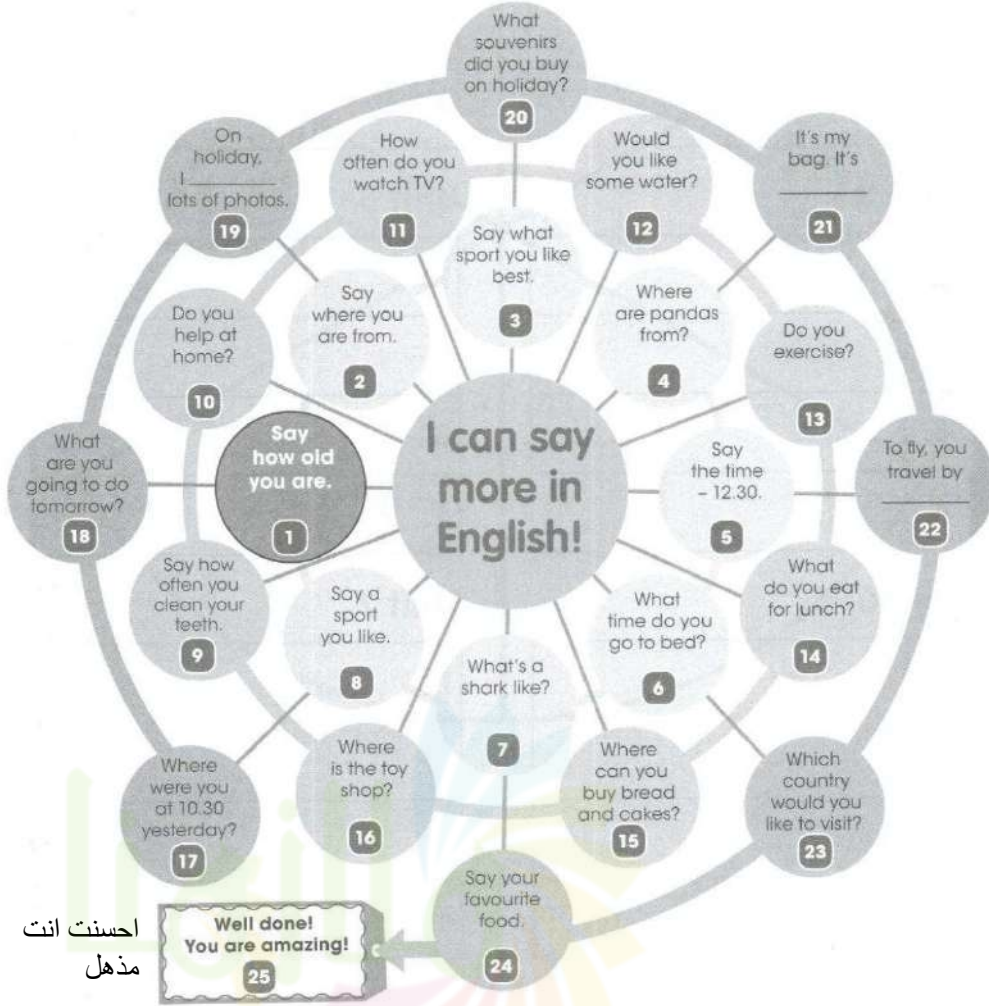 I can say
more in
English!
Say
how old
you are.
1
Say
where you
are from.
2
Say what
sport you like
best.
3
Where
are pandas
from?
4
Say
the time
– 12.30.
5
What
time do you
go to bed?
6
What's a
shark like?
7
Say a
sport
you like.
8
Say how
often you
clean your
teeth.
9
Do you
help at
home?
10
How
often do you
watch TV?
11
Would
you like
some water?
12
Do you
exercise?
13
What
do you eat
for lunch?
14
Where
can you
buy bread
and cakes?
15
Where
is the toy
shop?
16
Where
were you
at 10.30
yesterday?
17
What
are you
going to do
tomorrow?
18
On
holiday,
I ________
lots of photos.
19
What
souvenirs
did you buy
on holiday?
20
It's my
bag. It's
________
21
To fly, you
travel by
________
22
Which
country
would you
like to visit?
23
Say your
favourite
food.
24
Well done!
You are amazing!
25
احسنت انت
مذهل